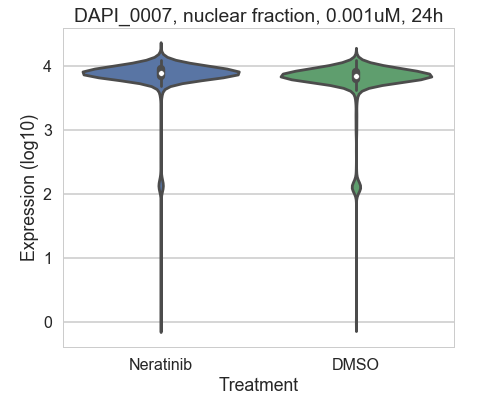 DAPI_0007, nuclear fraction, 0.001uM, 24h
Expression (log10)
4
3
2
1
0
Neratinib DMSO
Treatment